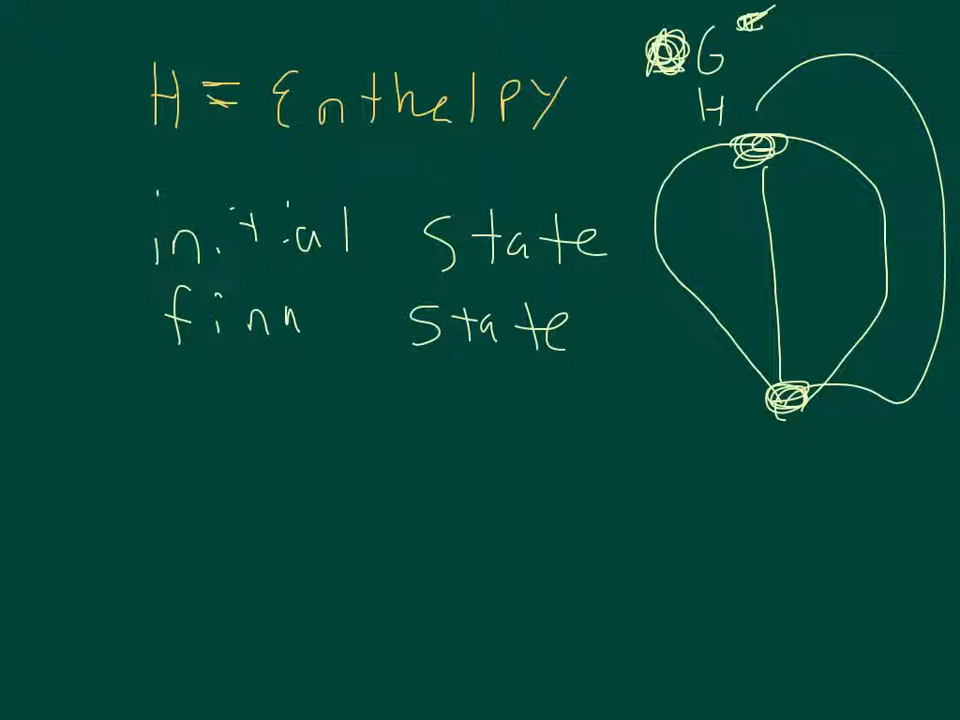 H = Enthalpy
initial state
finn state
G
H